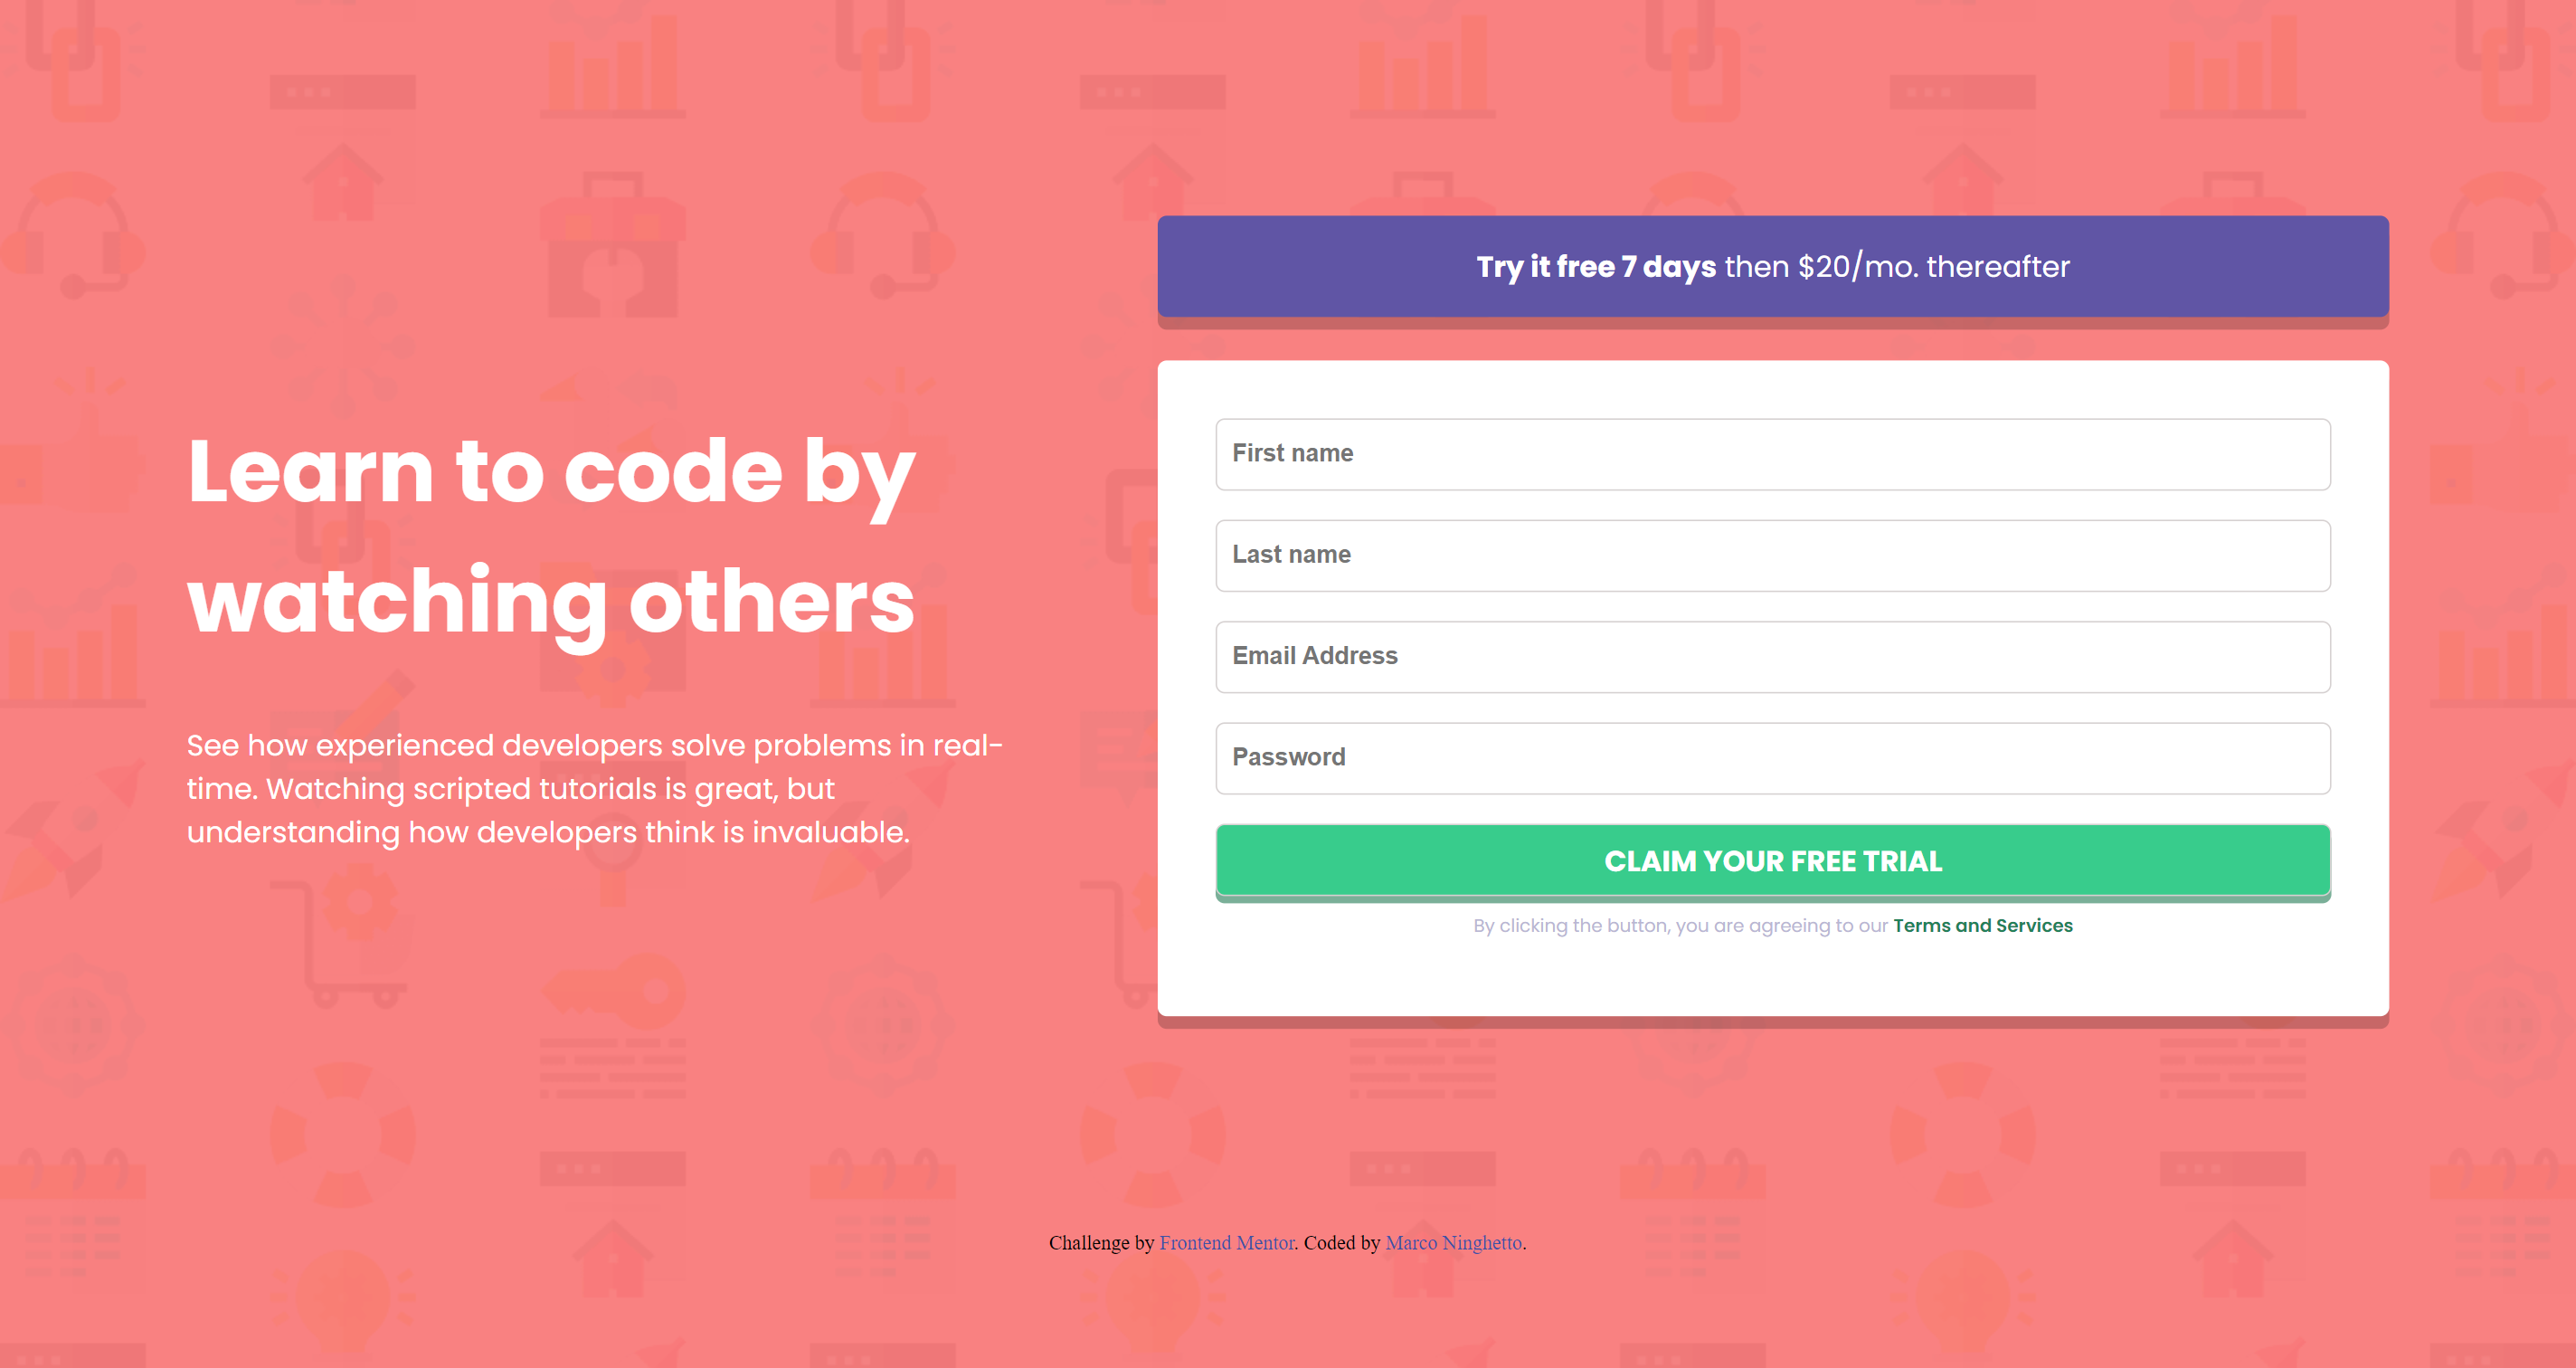 Learn to code by
watching others
See how experienced developers solve problems in real-
time. Watching scripted tutorials is great, but
understanding how developers think is invaluable.
Try it free 7 days then $20/mo. thereafter
First name
Last name
Email Address
Password
CLAIM YOUR FREE TRIAL
By clicking the button, you are agreeing to our Terms and Services
Challenge by Frontend Mentor. Coded by Marco Ninghetto.